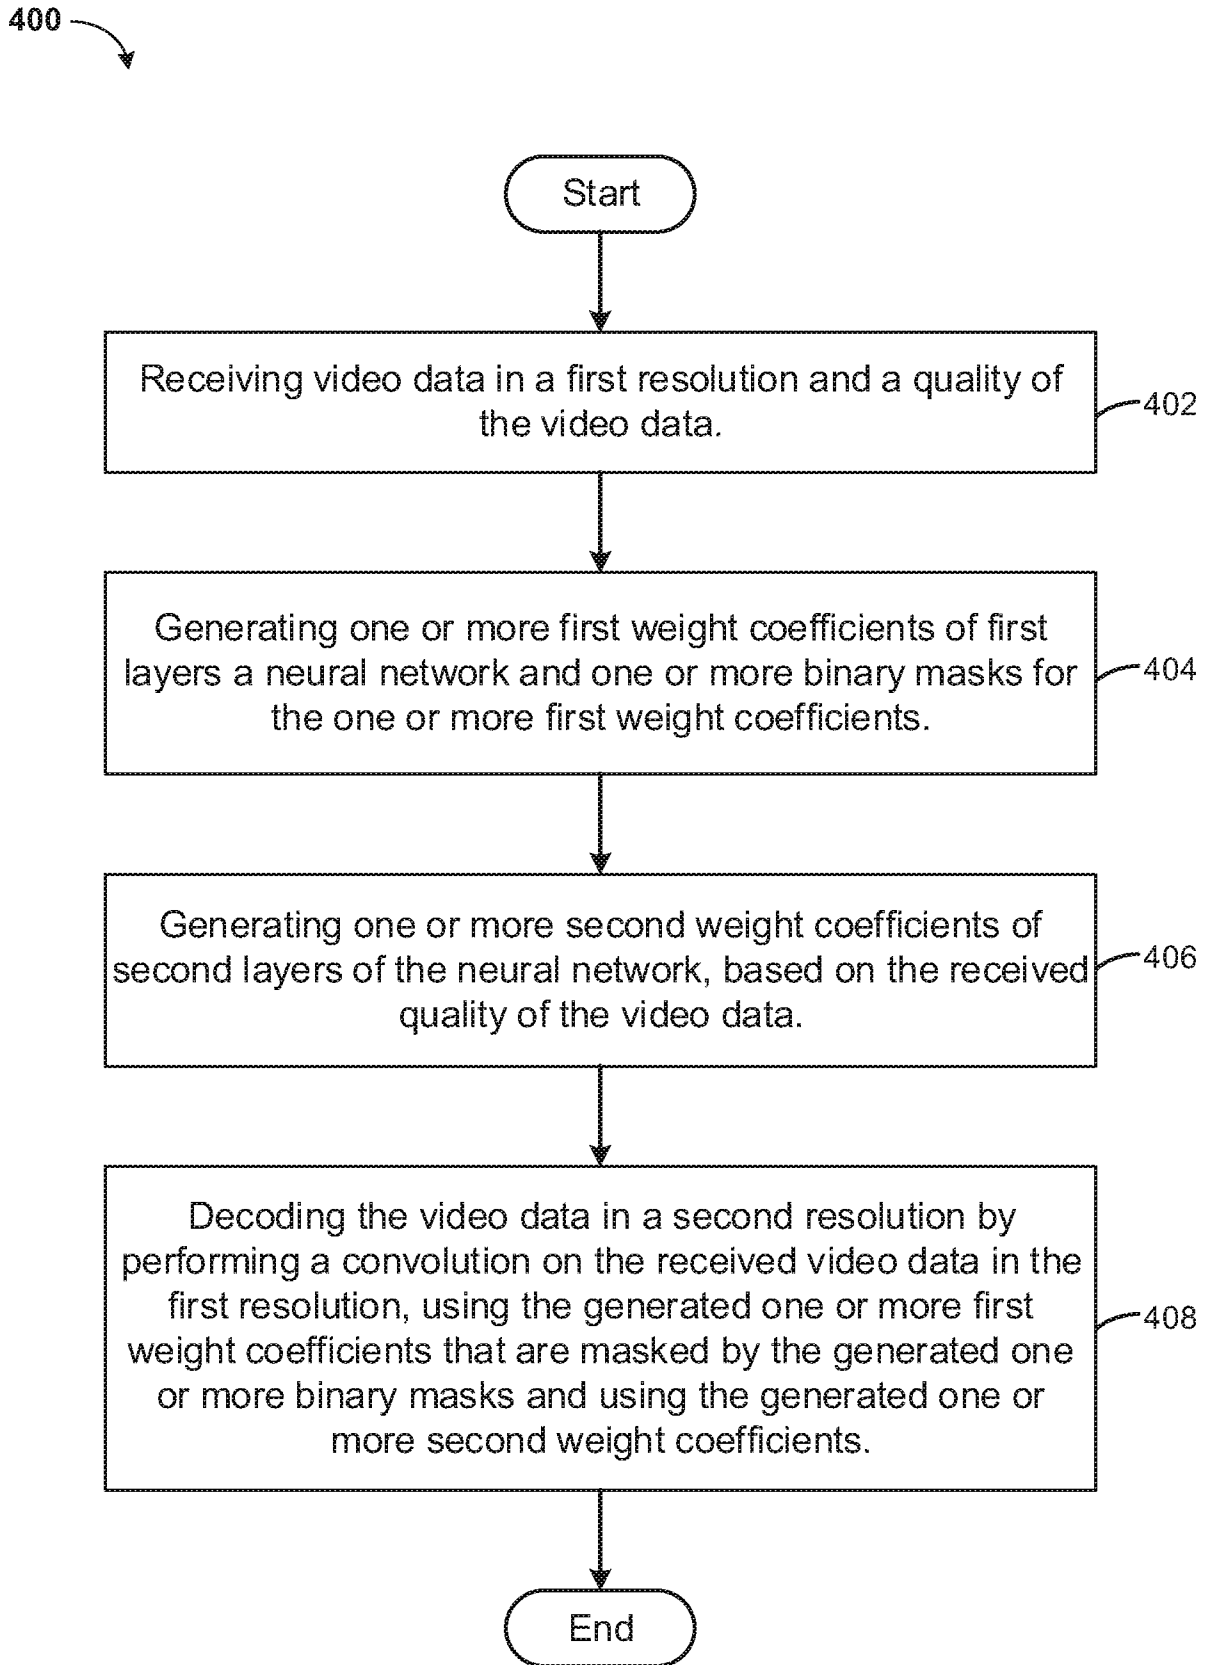 400
Start
Receiving video data in a first resolution and a quality of
the video data.
402
Generating one or more first weight coefficients of first
layers a neural network and one or more binary masks for
the one or more first weight coefficients.
404
Generating one or more second weight coefficients of
second layers of the neural network, based on the received
quality of the video data.
406
Decoding the video data in a second resolution by
performing a convolution on the received video data in the
first resolution, using the generated one or more first
weight coefficients that are masked by the generated one
or more binary masks and using the generated one or
more second weight coefficients.
408
End